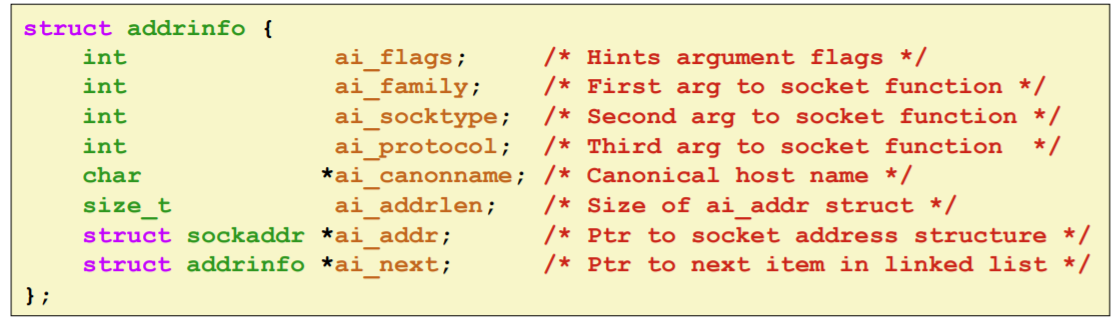 struct addrinfo {
    int              ai_flags;     /* Hints argument flags */
    int              ai_family;    /* First arg to socket function */
    int              ai_socktype;  /* Second arg to socket function */
    int              ai_protocol;  /* Third arg to socket function  */
    char            *ai_canonname; /* Canonical host name */
    size_t           ai_addrlen;   /* Size of ai_addr struct */
    struct sockaddr *ai_addr;      /* Ptr to socket address structure */
    struct addrinfo *ai_next;      /* Ptr to next item in linked list */
};